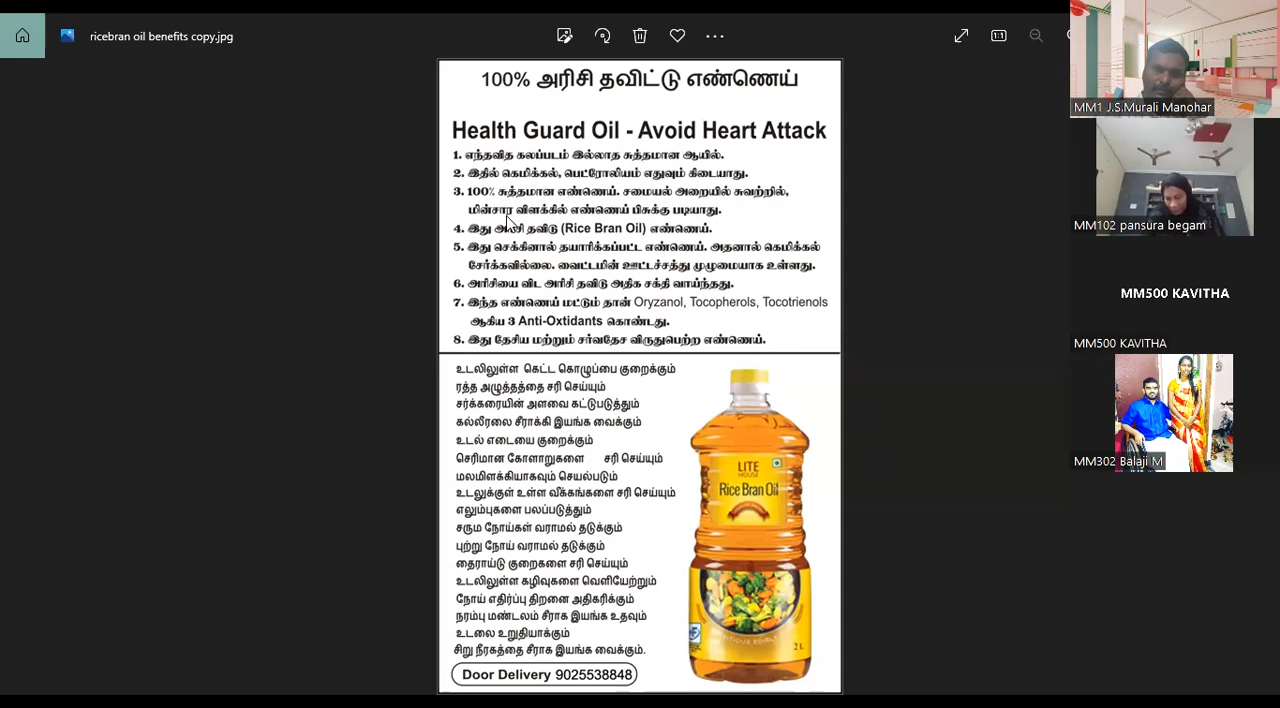 ricebran oil benefits copy.jpg
100% அரிசி தவிட்டு எண்ணெய்
Health Guard Oil - Avoid Heart Attack
1. எந்தவித கலப்படம் இல்லாத சுத்தமான ஆயில்.
2. இதில் கெமிக்கல், பெட்ரோலியம் எதுவும் கிடையாது.
3. 100% சுத்தமான எண்ணெய். சமையல் அறையில் சுவற்றில்,
மின்சார விளக்கில் எண்ணெய் பிசுக்கு படியாது.
4. இது அரிசி தவிடு (Rice Bran Oil) எண்ணெய்.
5. இது செக்கினால் தயாரிக்கப்பட்ட எண்ணெய். அதனால் கெமிக்கல்
சேர்க்கவில்லை. வைட்டமின் ஊட்டச்சத்து முழுமையாக உள்ளது.
6. அரிசியை விட அரிசி தவிடு அதிக சக்தி வாய்ந்தது.
7. இந்த எண்ணெய் மட்டும் தான் Oryzanol, Tocopherols, Tocotrienols
ஆகிய 3 Anti-Oxtidants கொண்டது.
8. இது தேசிய மற்றும் சர்வதேச விருதுபெற்ற எண்ணெய்.
உடலிலுள்ள கெட்ட கொழுப்பை குறைக்கும்
ரத்த அழுத்தத்தை சரி செய்யும்
சர்க்கரையின் அளவை கட்டுபடுத்தும்
கல்லீரலை சீராக்கி இயங்க வைக்கும்
உடல் எடையை குறைக்கும்
செரிமான கோளாறுகளை சரி செய்யும்
மலமிளக்கியாகவும் செயல்படும்
உடலுக்குள் உள்ள வீக்கங்களை சரி செய்யும்
எலும்புகளை பலப்படுத்தும்
சரும நோய்கள் வராமல் தடுக்கும்
புற்று நோய் வராமல் தடுக்கும்
தைராய்டு குறைகளை சரி செய்யும்
உடலிலுள்ள கழிவுகளை வெளியேற்றும்
நோய் எதிர்ப்பு திறனை அதிகரிக்கும்
நரம்பு மண்டலம் சீராக இயங்க உதவும்
உடலை உறுதியாக்கும்
சிறு நீரகத்தை சீராக இயங்க வைக்கும்.
Door Delivery 9025538848
LITE
HOUSE
Rice Bran Oil
2 L
1:1
MM1 J.S.Murali Manohar
MM102 pansura begam
MM500 KAVITHA
MM500 KAVITHA
MM302 Balaji M